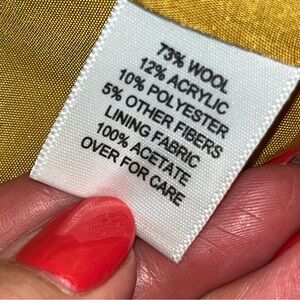 73% WOOL
12% ACRYLIC
10% POLYESTER
5% OTHER FIBERS
LINING FABRIC
100% ACETATE
OVER FOR CARE